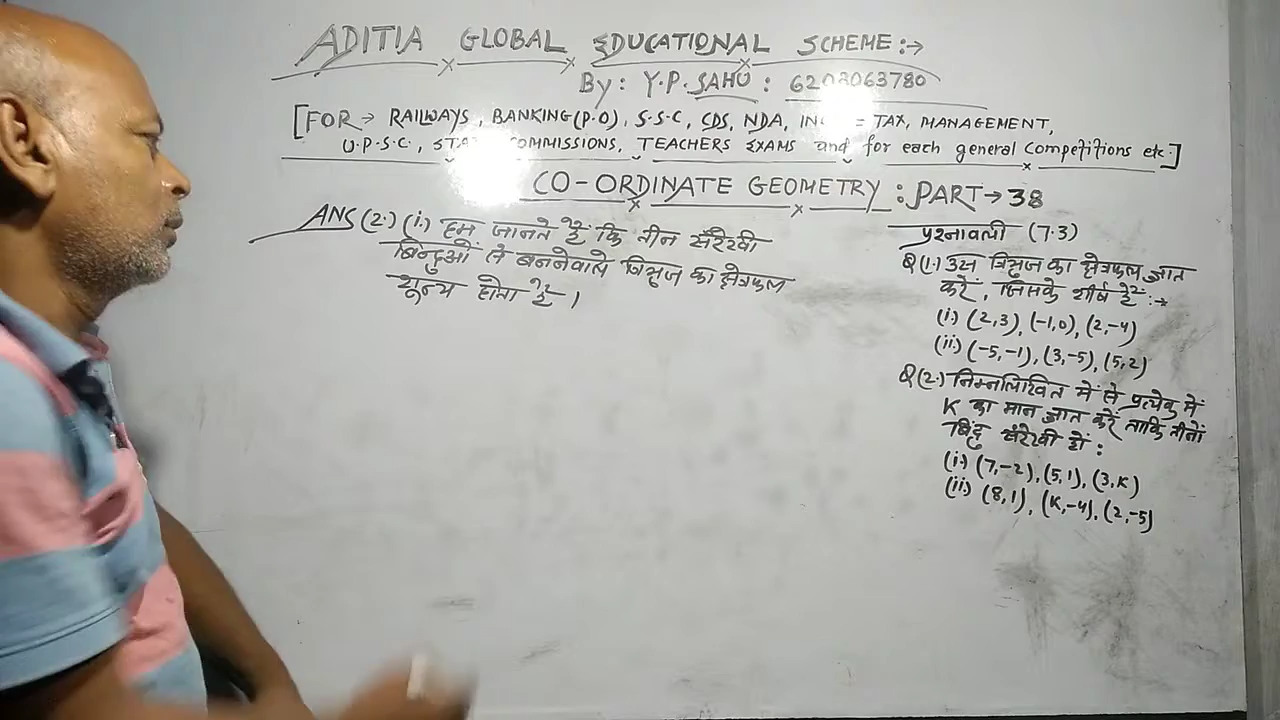 ADITIA GLOBAL EDUCATIONAL SCHEME :→
By : Y.P. SAHU : 6203063780
[FOR → RAILWAYS, BANKING (P.O), S.S.C, CDS, NDA, = TAX, MANAGEMENT,
U.P.S.C., COMMISSIONS, TEACHERS EXAMS and for each general competitions etc.]
CO-ORDINATE GEOMETRY : PART → 38
ANS (2.) (i.) हम जानते हैं कि तीन संरेखी
बिन्दुओं से बननेवाले त्रिभुज का क्षेत्रफल
शून्य होता है ।
प्रश्नावली (7.3)
Q (1.) उस त्रिभुज का क्षेत्रफल ज्ञात
करें, जिसके शीर्ष हैं :→
(i.) (2,3), (-1,0), (2,-4)
(ii) (-5,-1), (3,-5), (5,2)
Q (2.) निम्नलिखित में से प्रत्येक में
K का मान ज्ञात करें ताकि तीनों
बिंदु संरेखी हों :
(i.) (7,-2), (5,1), (3,K)
(ii.) (8,1), (K,-4), (2,-5)